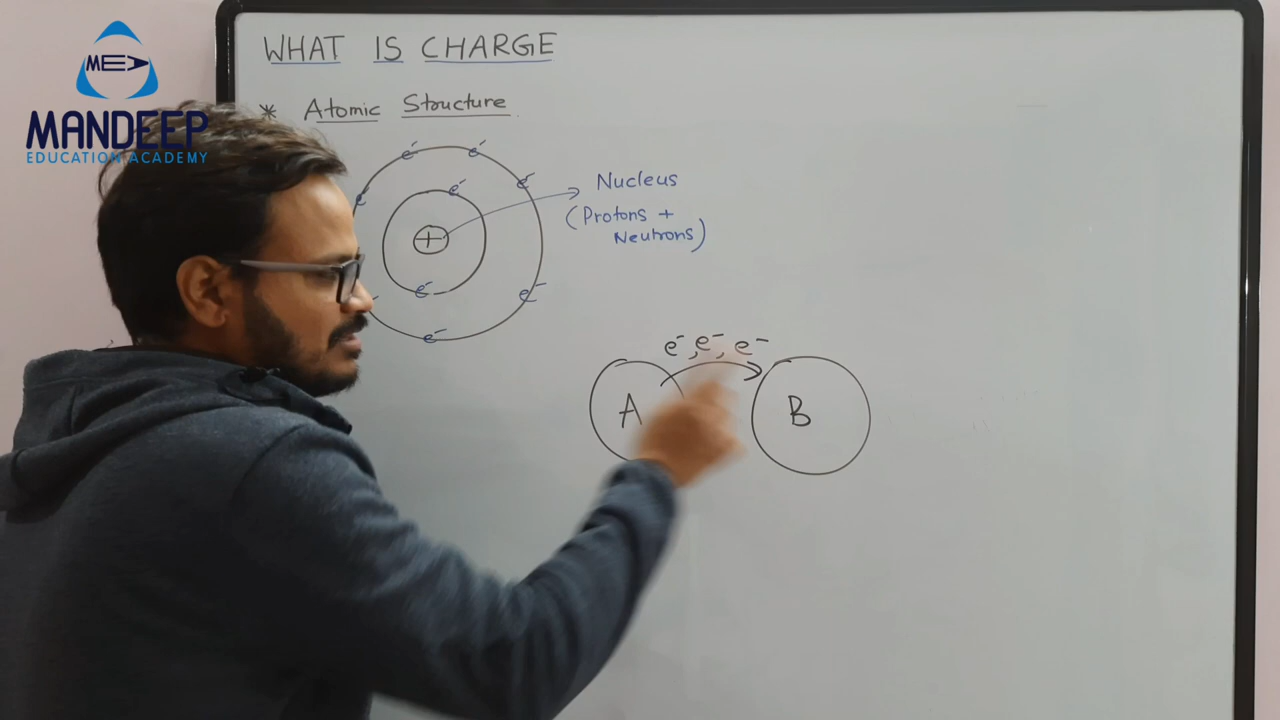 MANDEEP
EDUCATION ACADEMY
WHAT IS CHARGE
* Atomic Structure
e⁻ e⁻
e⁻ e⁻
e
+
Nucleus
(Protons +
Neutrons)
e⁻ e⁻
e⁻
e⁻, e⁻, e⁻
A B